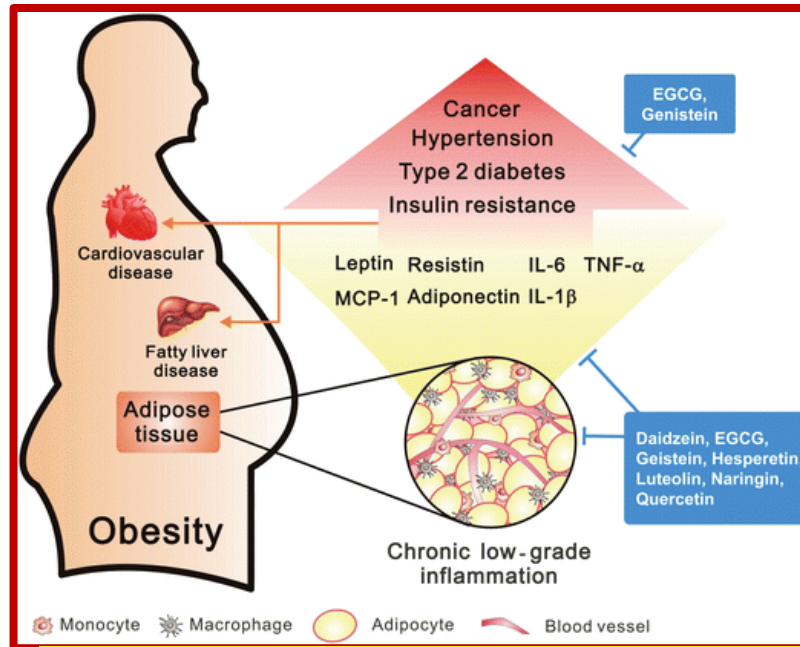 Cancer
Hypertension
Type 2 diabetes
Insulin resistance
EGCG,
Genistein
Cardiovascular
disease
Leptin Resistin IL-6 TNF-α
MCP-1 Adiponectin IL-1β
Fatty liver
disease
Adipose
tissue
Daidzein, EGCG,
Geistein, Hesperetin
Luteolin, Naringin,
Quercetin
Obesity
Chronic low-grade
inflammation
Monocyte Macrophage Adipocyte Blood vessel